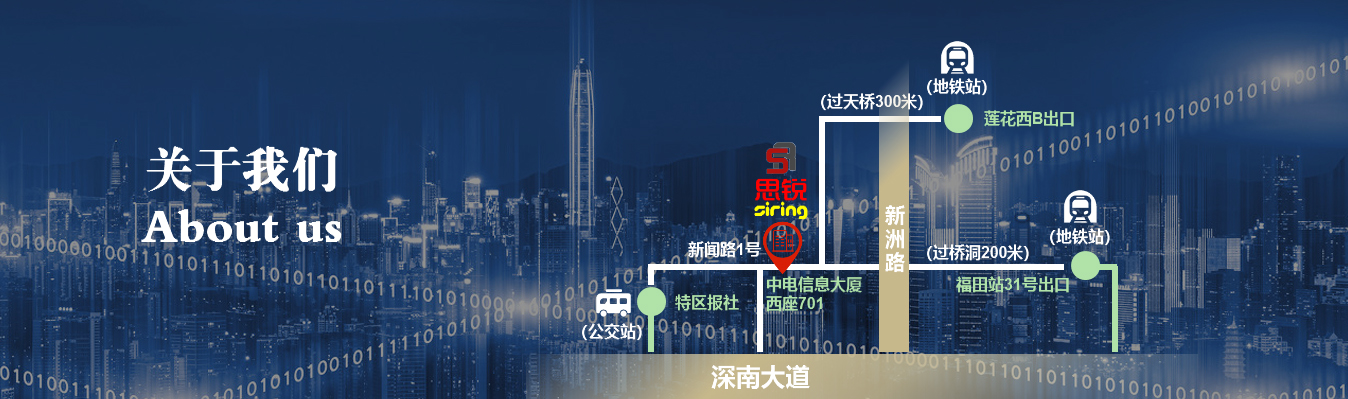 关于我们
About us
(地铁站)
(过天桥300米)
莲花西B出口
思锐
siring
新洲路
(地铁站)
新闻路1号
(过桥洞200米)
中电信息大厦
西座701
福田站31号出口
特区报社
(公交站)
深南大道